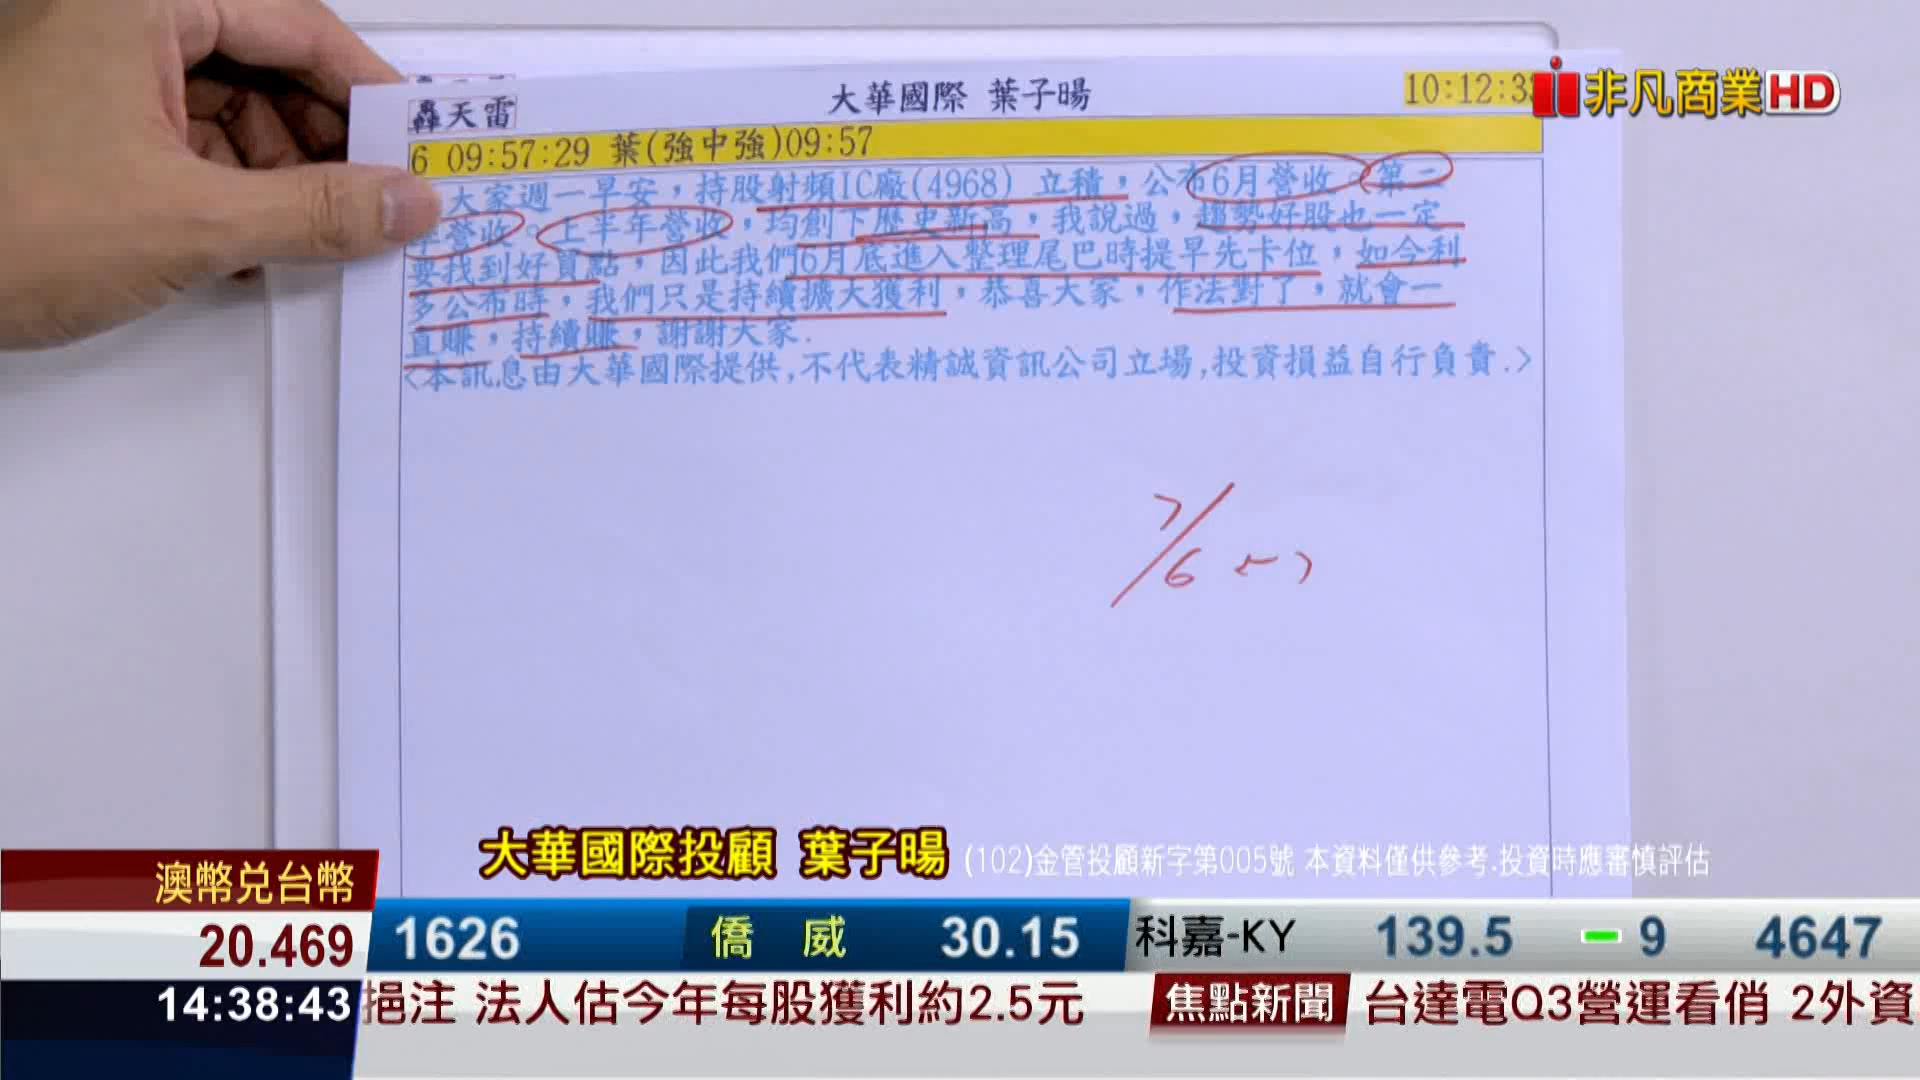 大華國際 葉子暘
10:12:3
非凡商業HD
轟天雷
6 09:57:29 葉(強中強)09:57
大家週一早安，持股射頻IC廠(4968) 立積，公布6月營收。第二
季營收。上半年營收，均創下歷史新高，我說過，趨勢好股也一定
要找到好買點，因此我們6月底進入整理尾巴時提早先卡位，如今利
多公布時，我們只是持續擴大獲利，恭喜大家，作法對了，就會一
直賺，持續賺，謝謝大家.
<本訊息由大華國際提供,不代表精誠資訊公司立場,投資損益自行負責.>
7/6
大華國際投顧 葉子暘 (102)金管投顧新字第005號 本資料僅供參考.投資時應審慎評估
澳幣兌台幣
20.469
1626 僑 威 30.15 科嘉-KY 139.5 9 4647
14:38:43 挹注 法人估今年每股獲利約2.5元 焦點新聞 台達電Q3營運看俏 2外資